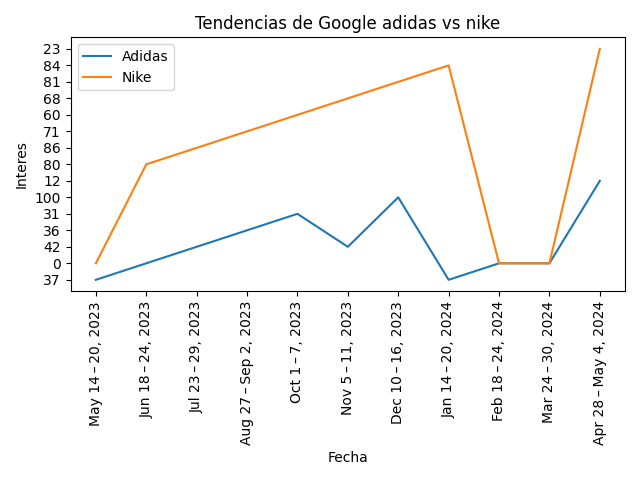 Tendencias de Google adidas vs nike
Adidas
Nike
Interes
23
84
81
68
60
71
86
80
12
100
31
36
42
0
37
May 14 – 20, 2023
Jun 18 – 24, 2023
Jul 23 – 29, 2023
Aug 27 – Sep 2, 2023
Oct 1 – 7, 2023
Nov 5 – 11, 2023
Dec 10 – 16, 2023
Jan 14 – 20, 2024
Feb 18 – 24, 2024
Mar 24 – 30, 2024
Apr 28 – May 4, 2024
Fecha